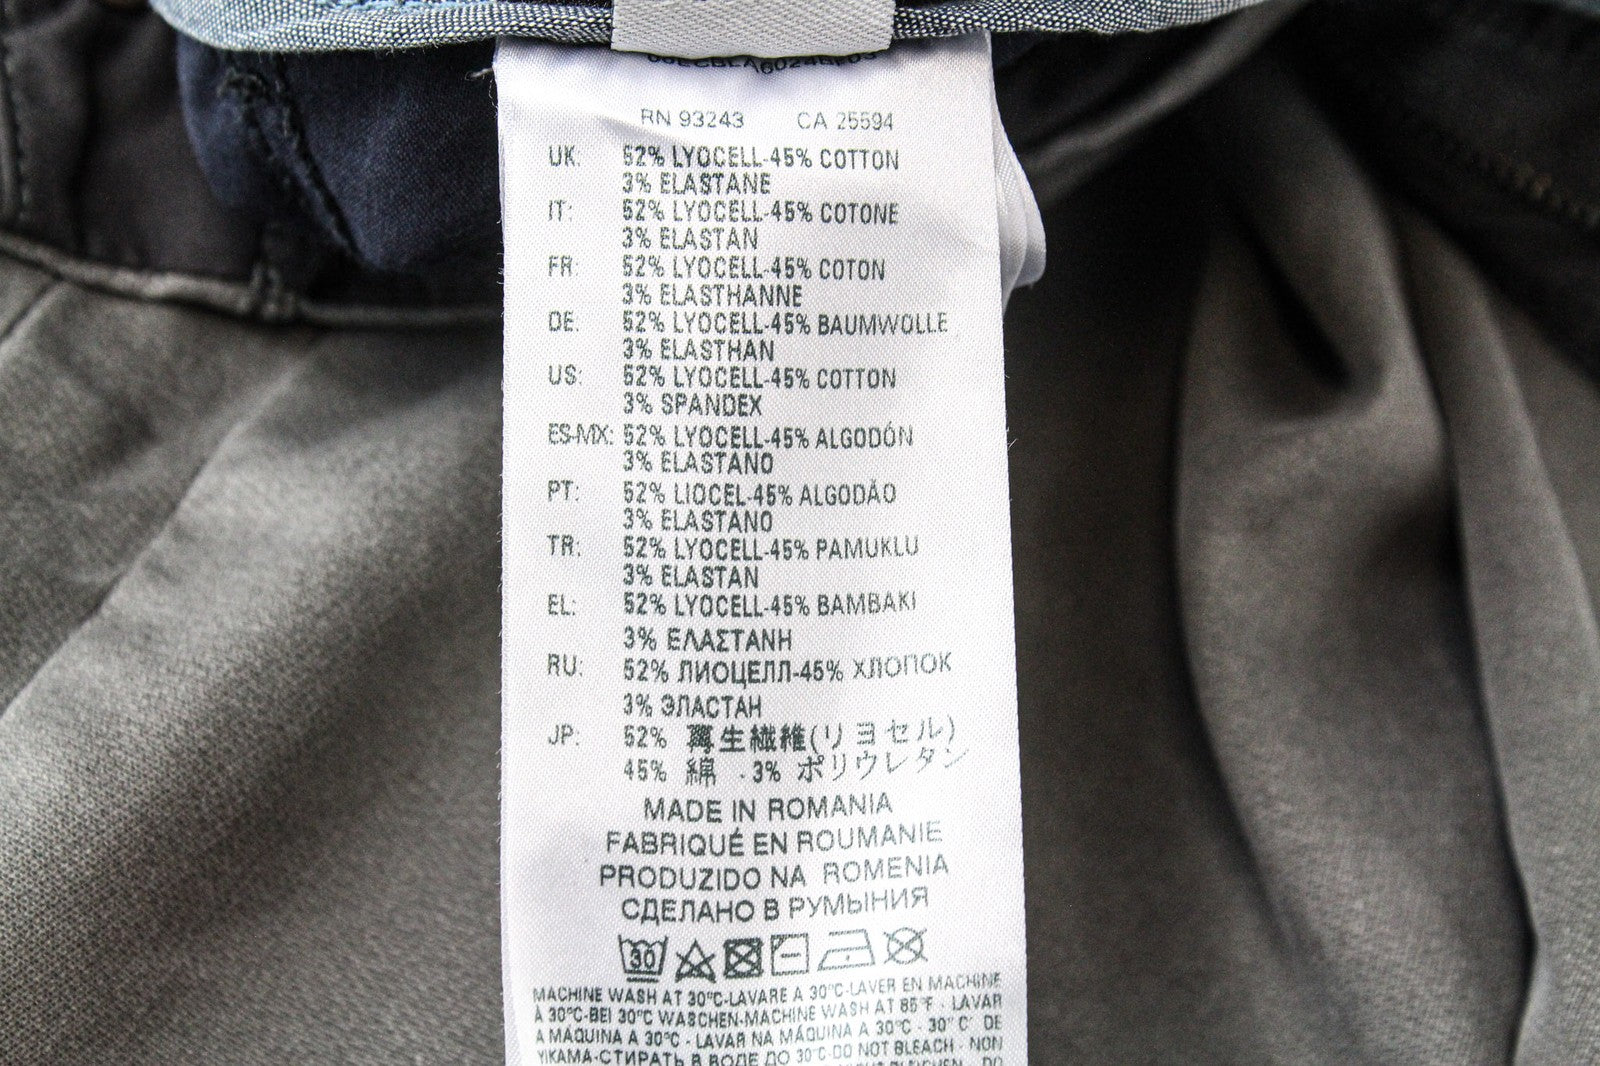 RN 93243 CA 25594
UK: 52% LYOCELL-45% COTTON
3% ELASTANE
IT: 52% LYOCELL-45% COTONE
3% ELASTAN
FR: 52% LYOCELL-45% COTON
3% ELASTHANNE
DE: 52% LYOCELL-45% BAUMWOLLE
3% ELASTHAN
US: 52% LYOCELL-45% COTTON
3% SPANDEX
ES-MX: 52% LYOCELL-45% ALGODÓN
3% ELASTANO
PT: 52% LIOCEL-45% ALGODÃO
3% ELASTANO
TR: 52% LYOCELL-45% PAMUKLU
3% ELASTAN
EL: 52% LYOCELL-45% BAMBAKI
3% ΕΛΑΣΤΑΝΗ
RU: 52% ЛИОЦЕЛЛ-45% ХЛОПОК
3% ЭЛАСТАН
JP: 52% 再生繊維(リヨセル)
45% 綿 - 3% ポリウレタン
MADE IN ROMANIA
FABRIQUÉ EN ROUMANIE
PRODUZIDO NA ROMENIA
СДЕЛАНО В РУМЫНИЯ
30
MACHINE WASH AT 30°C-LAVARE A 30°C-LAVER EN MACHINE
À 30°C-BEI 30°C WASCHEN-MACHINE WASH AT 85°F - LAVAR
A MÁQUINA A 30°C - LAVAR NA MÁQUINA A 30°C - 30°C' DE
YIKAMA-СТИРАТЬ В ВОДЕ ДО 30°C-DO NOT BLEACH - NON